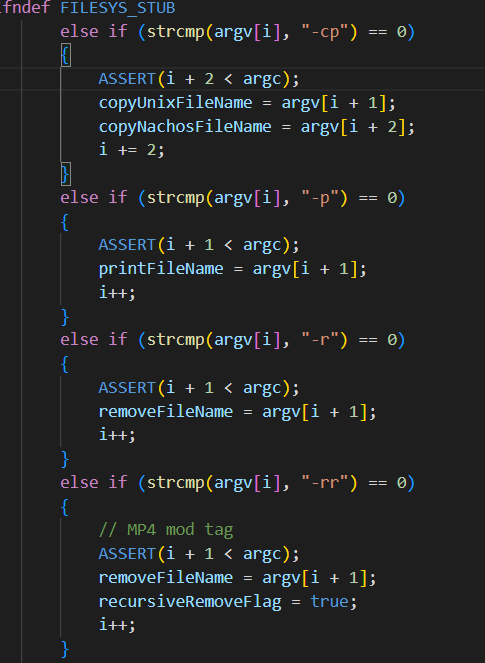 ifndef FILESYS_STUB
else if (strcmp(argv[i], "-cp") == 0)
{
ASSERT(i + 2 < argc);
copyUnixFileName = argv[i + 1];
copyNachosFileName = argv[i + 2];
i += 2;
}
else if (strcmp(argv[i], "-p") == 0)
{
ASSERT(i + 1 < argc);
printFileName = argv[i + 1];
i++;
}
else if (strcmp(argv[i], "-r") == 0)
{
ASSERT(i + 1 < argc);
removeFileName = argv[i + 1];
i++;
}
else if (strcmp(argv[i], "-rr") == 0)
{
// MP4 mod tag
ASSERT(i + 1 < argc);
removeFileName = argv[i + 1];
recursiveRemoveFlag = true;
i++;
}